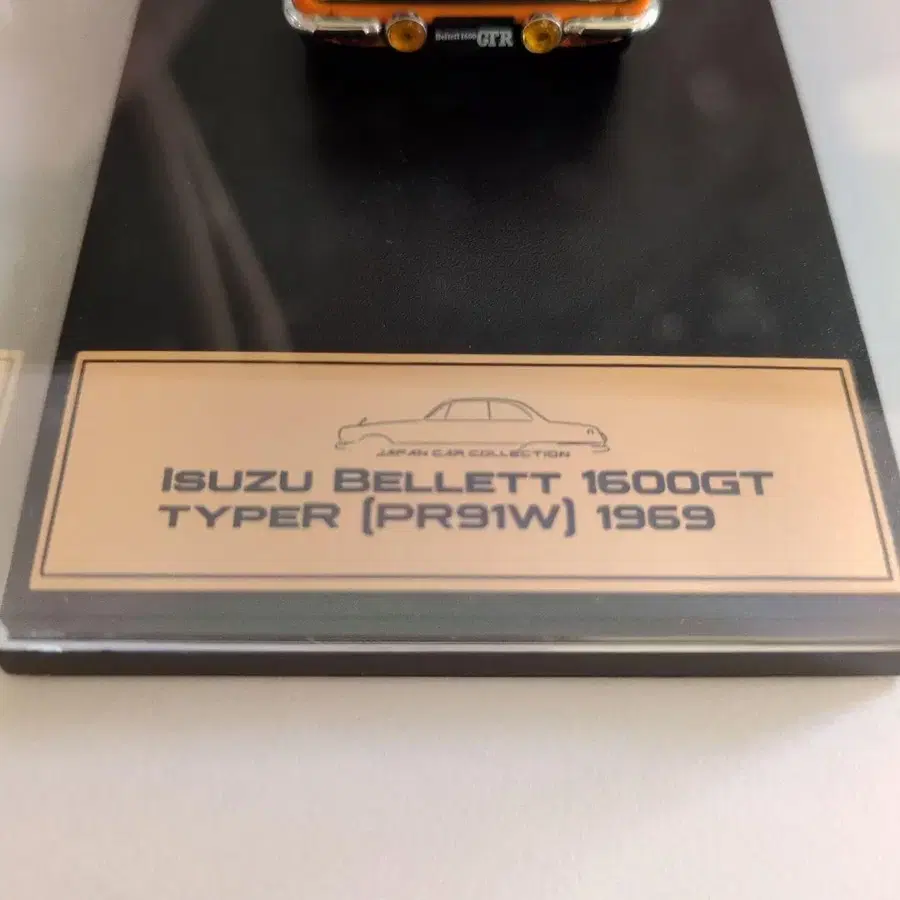 Bellett 1600 GTR
JAPAN CAR COLLECTION
ISUZU BELLETT 1600GT
TYPER (PR91W) 1969